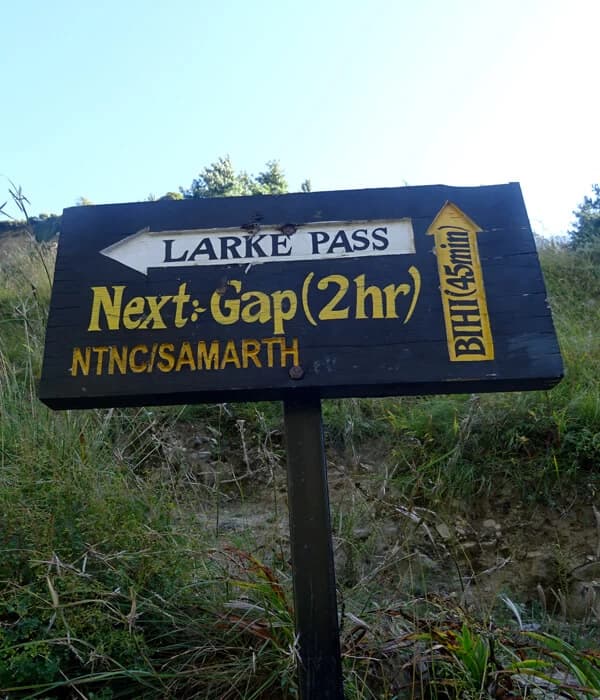 LARKE PASS
Next:- Gap (2hr)
NTNC/SAMARTH
BIHI (45min)